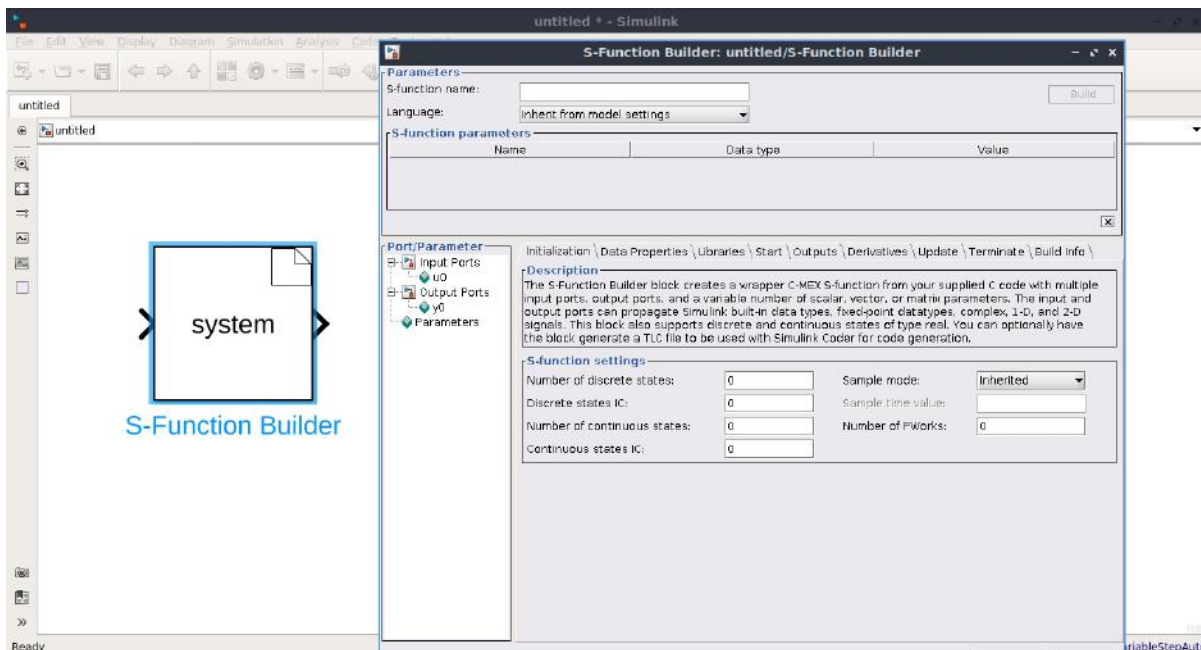 untitled * - Simulink
File Edit View Display Diagram Simulation Analysis Code
untitled
untitled
system
S-Function Builder
Ready
S-Function Builder: untitled/S-Function Builder
Parameters
S-function name:
Build
Language:
Inherit from model settings
S-function parameters
Name Data type Value
Port/Parameter
Input Ports
u0
Output Ports
y0
Parameters
Initialization \ Data Properties \ Libraries \ Start \ Outputs \ Derivatives \ Update \ Terminate \ Build Info \
Description
The S-Function Builder block creates a wrapper C-MEX S-function from your supplied C code with multiple
input ports, output ports, and a variable number of scalar, vector, or matrix parameters. The input and
output ports can propagate Simulink built-in data types, fixed-point datatypes, complex, 1-D, and 2-D
signals. This block also supports discrete and continuous states of type real. You can optionally have
the block generate a TLC file to be used with Simulink Coder for code generation.
S-function settings
Number of discrete states: 0 Sample mode: Inherited
Discrete states IC: 0 Sample time value:
Number of continuous states: 0 Number of PWorks: 0
Continuous states IC: 0
riableStepAut